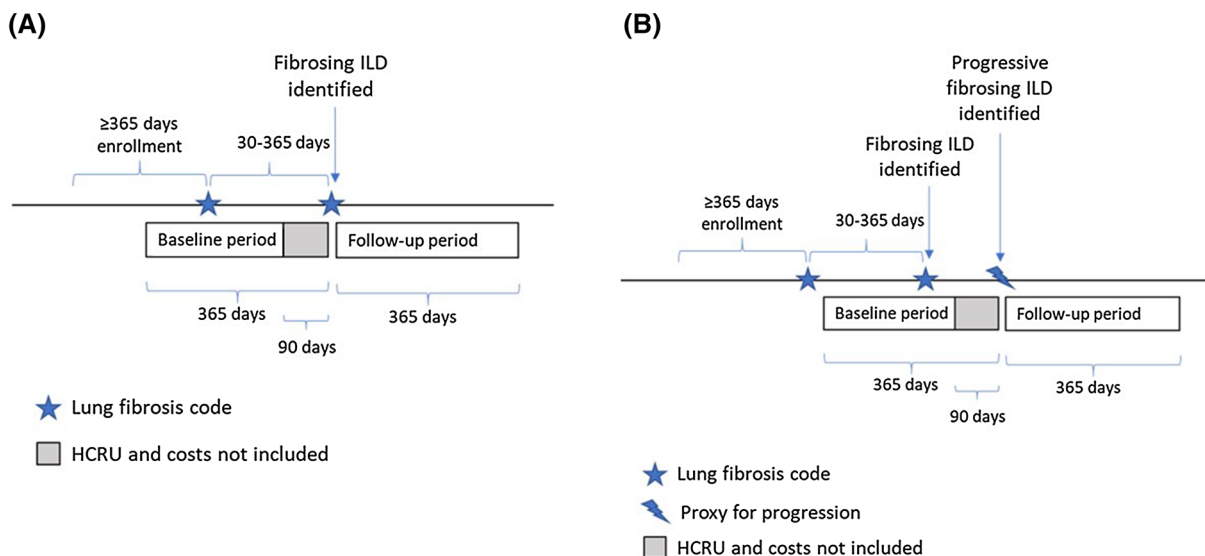 (A)
Fibrosing ILD
identified
≥365 days
enrollment
30-365 days
Baseline period
Follow-up period
365 days
365 days
90 days
Lung fibrosis code
HCRU and costs not included
(B)
Progressive
fibrosing ILD
identified
Fibrosing ILD
identified
≥365 days
enrollment
30-365 days
Baseline period
Follow-up period
365 days
365 days
90 days
Lung fibrosis code
Proxy for progression
HCRU and costs not included